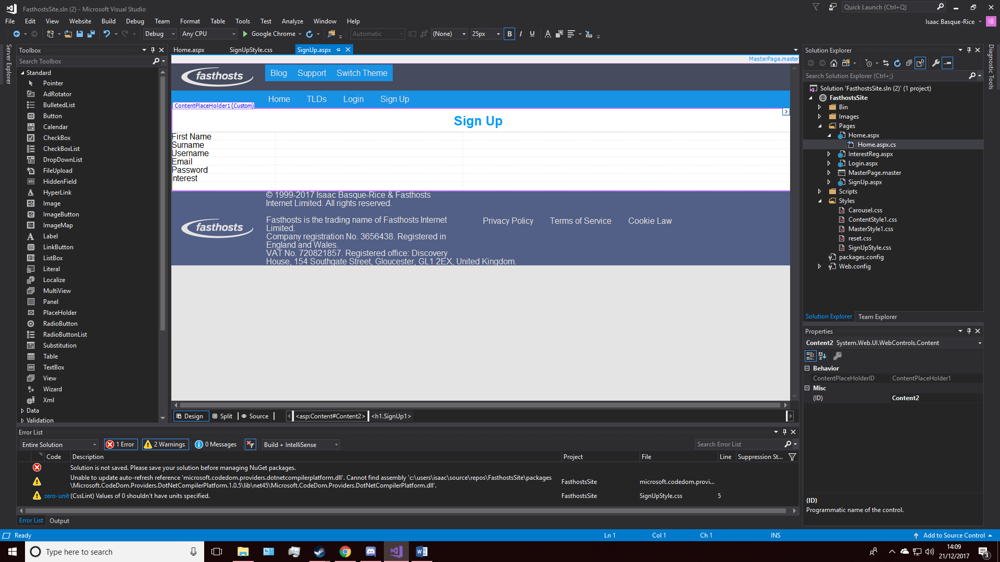 FasthostsSite.sln (2) - Microsoft Visual Studio
Quick Launch (Ctrl+Q)
File Edit View Website Build Debug Team Format Table Tools Test Analyze Window Help
Isaac Basque-Rice IB
Debug Any CPU Google Chrome Automatic (None) 25px B I U A
Server Explorer
Toolbox
Search Toolbox
Standard
Pointer
AdRotator
BulletedList
Button
Calendar
CheckBox
CheckBoxList
DropDownList
FileUpload
HiddenField
HyperLink
Image
ImageButton
ImageMap
Label
LinkButton
ListBox
Literal
Localize
MultiView
Panel
PlaceHolder
RadioButton
RadioButtonList
Substitution
Table
TextBox
View
Wizard
Xml
Data
Validation
Home.aspx SignUpStyle.css SignUp.aspx
MasterPage.master
fasthosts Blog Support Switch Theme
Home TLDs Login Sign Up
ContentPlaceHolder1 (Custom)
Sign Up
First Name
Surname
Username
Email
Password
nterest
© 1999-2017 Isaac Basque-Rice & Fasthosts
Internet Limited. All rights reserved.
fasthosts
Fasthosts is the trading name of Fasthosts Internet
Limited.
Company registration No. 3656438. Registered in
England and Wales.
VAT No. 720821857. Registered office: Discovery
House, 154 Southgate Street, Gloucester, GL1 2EX, United Kingdom.
Privacy Policy Terms of Service Cookie Law
Design Split Source <asp:Content#Content2> <h1.SignUp1>
Solution Explorer
Search Solution Explorer (Ctrl+;)
Solution 'FasthostsSite.sln (2)' (1 project)
FasthostsSite
Bin
Images
Pages
Home.aspx
Home.aspx.cs
InterestReg.aspx
Login.aspx
MasterPage.master
SignUp.aspx
Scripts
Styles
Carousel.css
ContentStyle1.css
MasterStyle1.css
reset.css
SignUpStyle.css
packages.config
Web.config
Solution Explorer Team Explorer
Diagnostic Tools
Properties
Content2 System.Web.UI.WebControls.Content
Behavior
ContentPlaceHolderID ContentPlaceHolder1
Misc
(ID) Content2
(ID)
Programmatic name of the control.
Error List
Entire Solution 1 Error 2 Warnings 0 Messages Build + IntelliSense Search Error List
Code Description Project File Line Suppression St...
Solution is not saved. Please save your solution before managing NuGet packages.
Unable to update auto-refresh reference 'microsoft.codedom.providers.dotnetcompilerplatform.dll'. Cannot find assembly 'c:\users\isaac\source\repos\FasthostsSite\packages
\Microsoft.CodeDom.Providers.DotNetCompilerPlatform.1.0.5\lib\net45\Microsoft.CodeDom.Providers.DotNetCompilerPlatform.dll'. FasthostsSite microsoft.codedom.provi...
zero-unit (CssLint) Values of 0 shouldn't have units specified. FasthostsSite SignUpStyle.css 5
Error List Output
Ready Ln 1 Col 1 Ch 1 INS Add to Source Control
Type here to search
14:09
21/12/2017
3